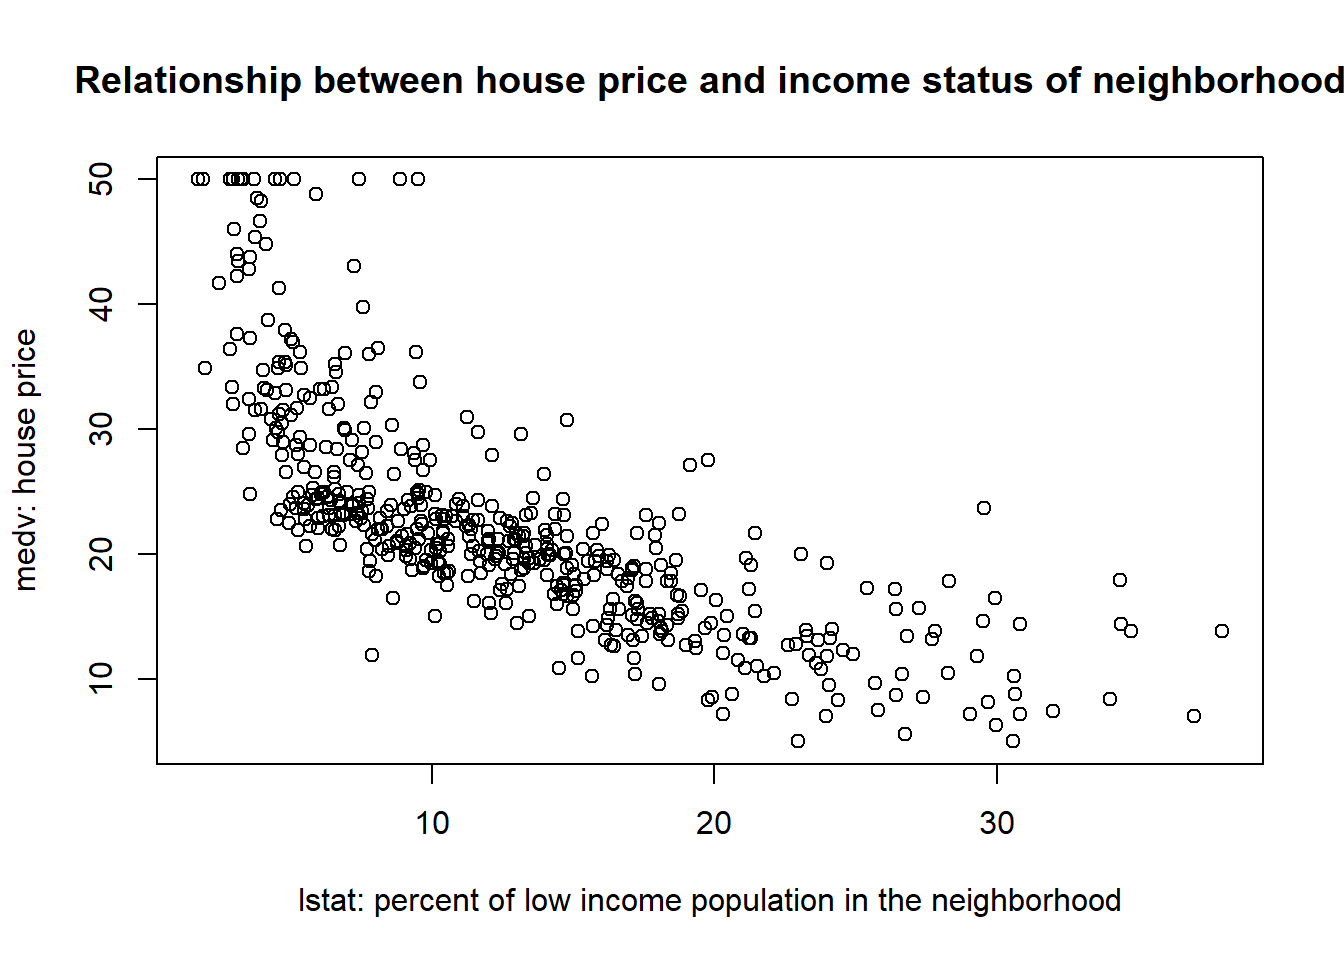 Relationship between house price and income status of neighborhood
50
40
30
20
10
medv: house price
10 20 30
lstat: percent of low income population in the neighborhood